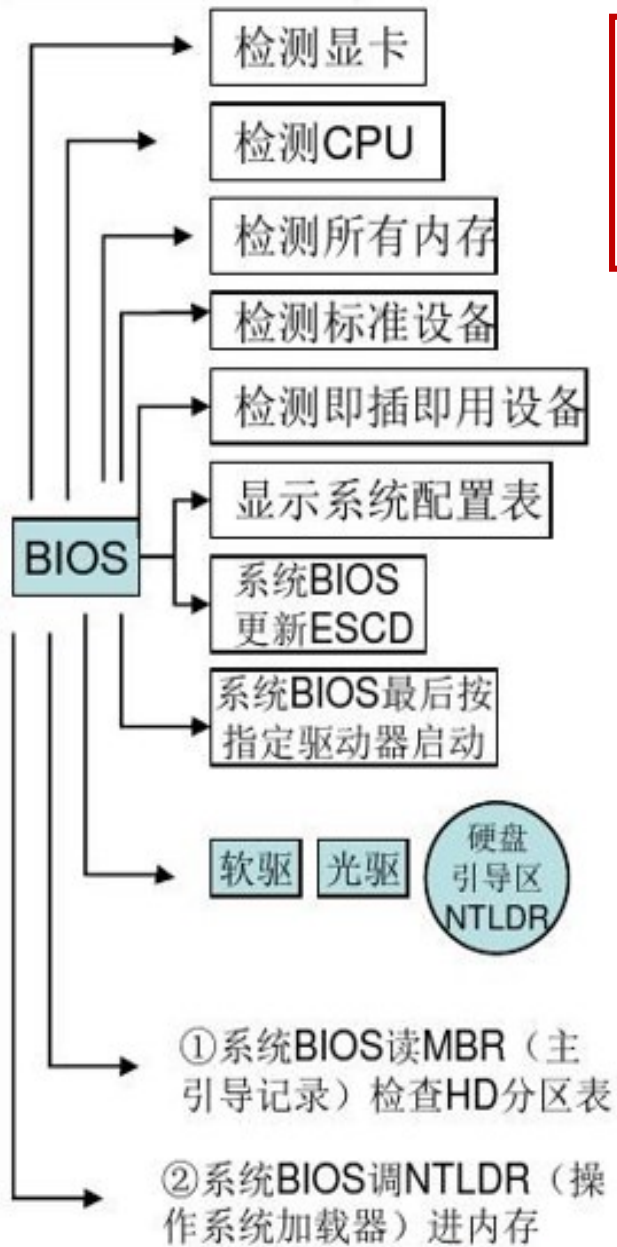 检测显卡
检测CPU
检测所有内存
检测标准设备
检测即插即用设备
显示系统配置表
BIOS
系统BIOS
更新ESCD
系统BIOS最后按
指定驱动器启动
软驱
光驱
硬盘
引导区
NTLDR
①系统BIOS读MBR（主
引导记录）检查HD分区表
②系统BIOS调NTLDR（操
作系统加载器）进内存